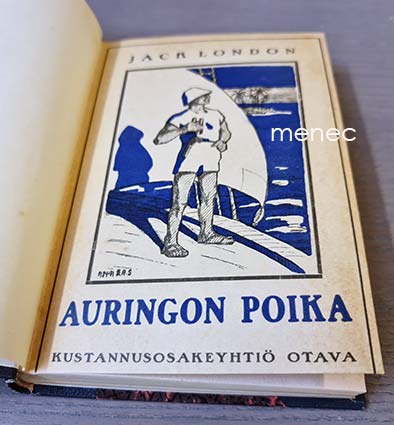 JACK LONDON
menec
AURINGON POIKA
KUSTANNUSOSAKEYHTIÖ OTAVA